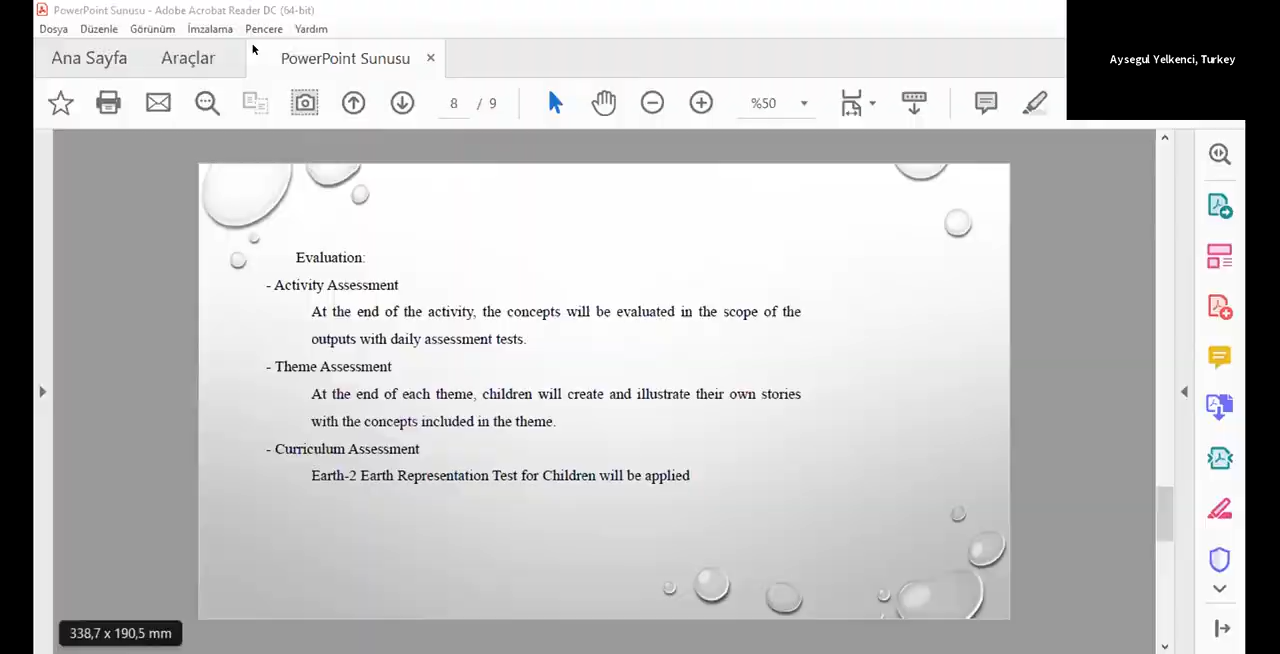 PowerPoint Sunusu - Adobe Acrobat Reader DC (64-bit)
Dosya Düzenle Görünüm İmzalama Pencere Yardım
Ana Sayfa Araçlar PowerPoint Sunusu ×
Aysegul Yelkenci, Turkey
8 / 9 %50
Evaluation:
- Activity Assessment
At the end of the activity, the concepts will be evaluated in the scope of the
outputs with daily assessment tests.
- Theme Assessment
At the end of each theme, children will create and illustrate their own stories
with the concepts included in the theme.
- Curriculum Assessment
Earth-2 Earth Representation Test for Children will be applied
338,7 x 190,5 mm